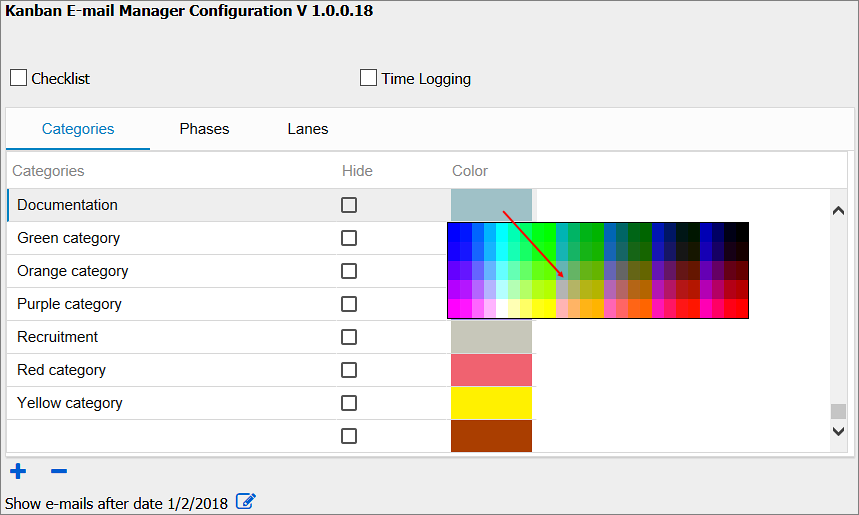 Kanban E-mail Manager Configuration V 1.0.0.18
Checklist Time Logging
Categories Phases Lanes
Categories Hide Color
Documentation
Green category
Orange category
Purple category
Recruitment
Red category
Yellow category
Show e-mails after date 1/2/2018